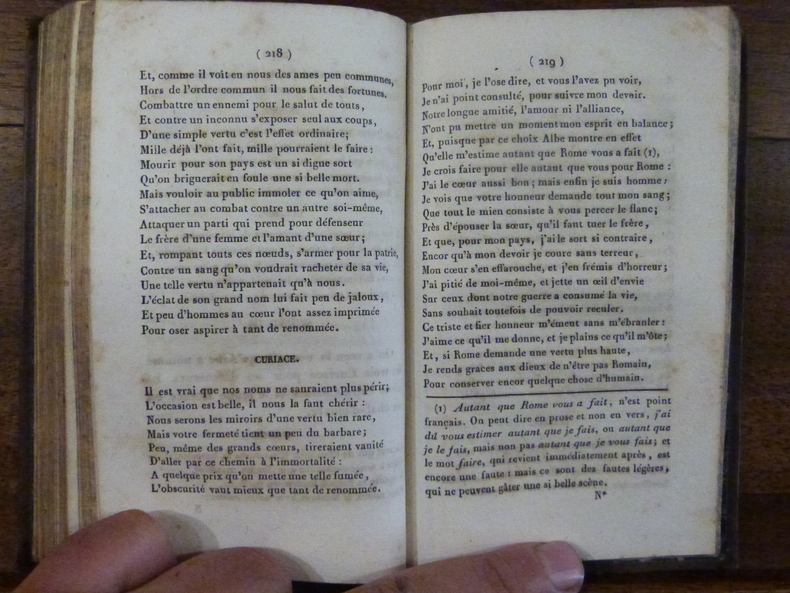 ( 218 )
Et, comme il voit en nous des ames peu communes,
Hors de l'ordre commun il nous fait des fortunes.
Combattre un ennemi pour le salut de touts,
Et contre un inconnu s'exposer seul aux coups,
D'une simple vertu c'est l'effet ordinaire;
Mille déjà l'ont fait, mille pourraient le faire:
Mourir pour son pays est un si digne sort
Qu'on briguerait en foule une si belle mort.
Mais vouloir au public immoler ce qu'on aime,
S'attacher au combat contre un autre soi-même,
Attaquer un parti qui prend pour défenseur
Le frère d'une femme et l'amant d'une sœur;
Et, rompant touts ces nœuds, s'armer pour la patrie,
Contre un sang qu'on voudrait racheter de sa vie,
Une telle vertu n'appartenait qu'à nous.
L'éclat de son grand nom lui fait peu de jaloux,
Et peu d'hommes au cœur l'ont assez imprimée
Pour oser aspirer à tant de renommée.
CURIACE.
Il est vrai que nos noms ne sauraient plus périr;
L'occasion est belle, il nous la faut chérir:
Nous serons les miroirs d'une vertu bien rare,
Mais votre fermeté tient un peu du barbare;
Peu, même des grands cœurs, tireraient vanité
D'aller par ce chemin à l'immortalité:
A quelque prix qu'on mette une telle fumée,
L'obscurité vaut mieux que tant de renommée.
( 219 )
Pour moi, je l'ose dire, et vous l'avez pu voir,
Je n'ai point consulté, pour suivre mon devoir.
Notre longue amitié, l'amour ni l'alliance,
N'ont pu mettre un moment mon esprit en balance;
Et, puisque par ce choix Albe montre en effet
Qu'elle m'estime autant que Rome vous a fait (1),
Je crois faire pour elle autant que vous pour Rome:
J'ai le cœur aussi bon; mais enfin je suis homme:
Je vois que votre honneur demande tout mon sang;
Que tout le mien consiste à vous percer le flanc;
Près d'épouser la sœur, qu'il faut tuer le frère,
Et que, pour mon pays, j'ai le sort si contraire,
Encor qu'à mon devoir je coure sans terreur,
Mon cœur s'en effarouche, et j'en frémis d'horreur;
J'ai pitié de moi-même, et jette un œil d'envie
Sur ceux dont notre guerre a consumé la vie,
Sans souhait toutefois de pouvoir reculer.
Ce triste et fier honneur m'émeut sans m'ébranler:
J'aime ce qu'il me donne, et je plains ce qu'il m'ôte;
Et, si Rome demande une vertu plus haute,
Je rends graces aux dieux de n'être pas Romain,
Pour conserver encor quelque chose d'humain.
(1) Autant que Rome vous a fait, n'est point
français. On peut dire en prose et non en vers, j'ai
dû vous estimer autant que je fais, ou autant que
je le fais, mais non pas autant que je vous fais; et
le mot faire, qui revient immédiatement après, est
encore une faute: mais ce sont des fautes légères,
qui ne peuvent gâter une si belle scène.
N*